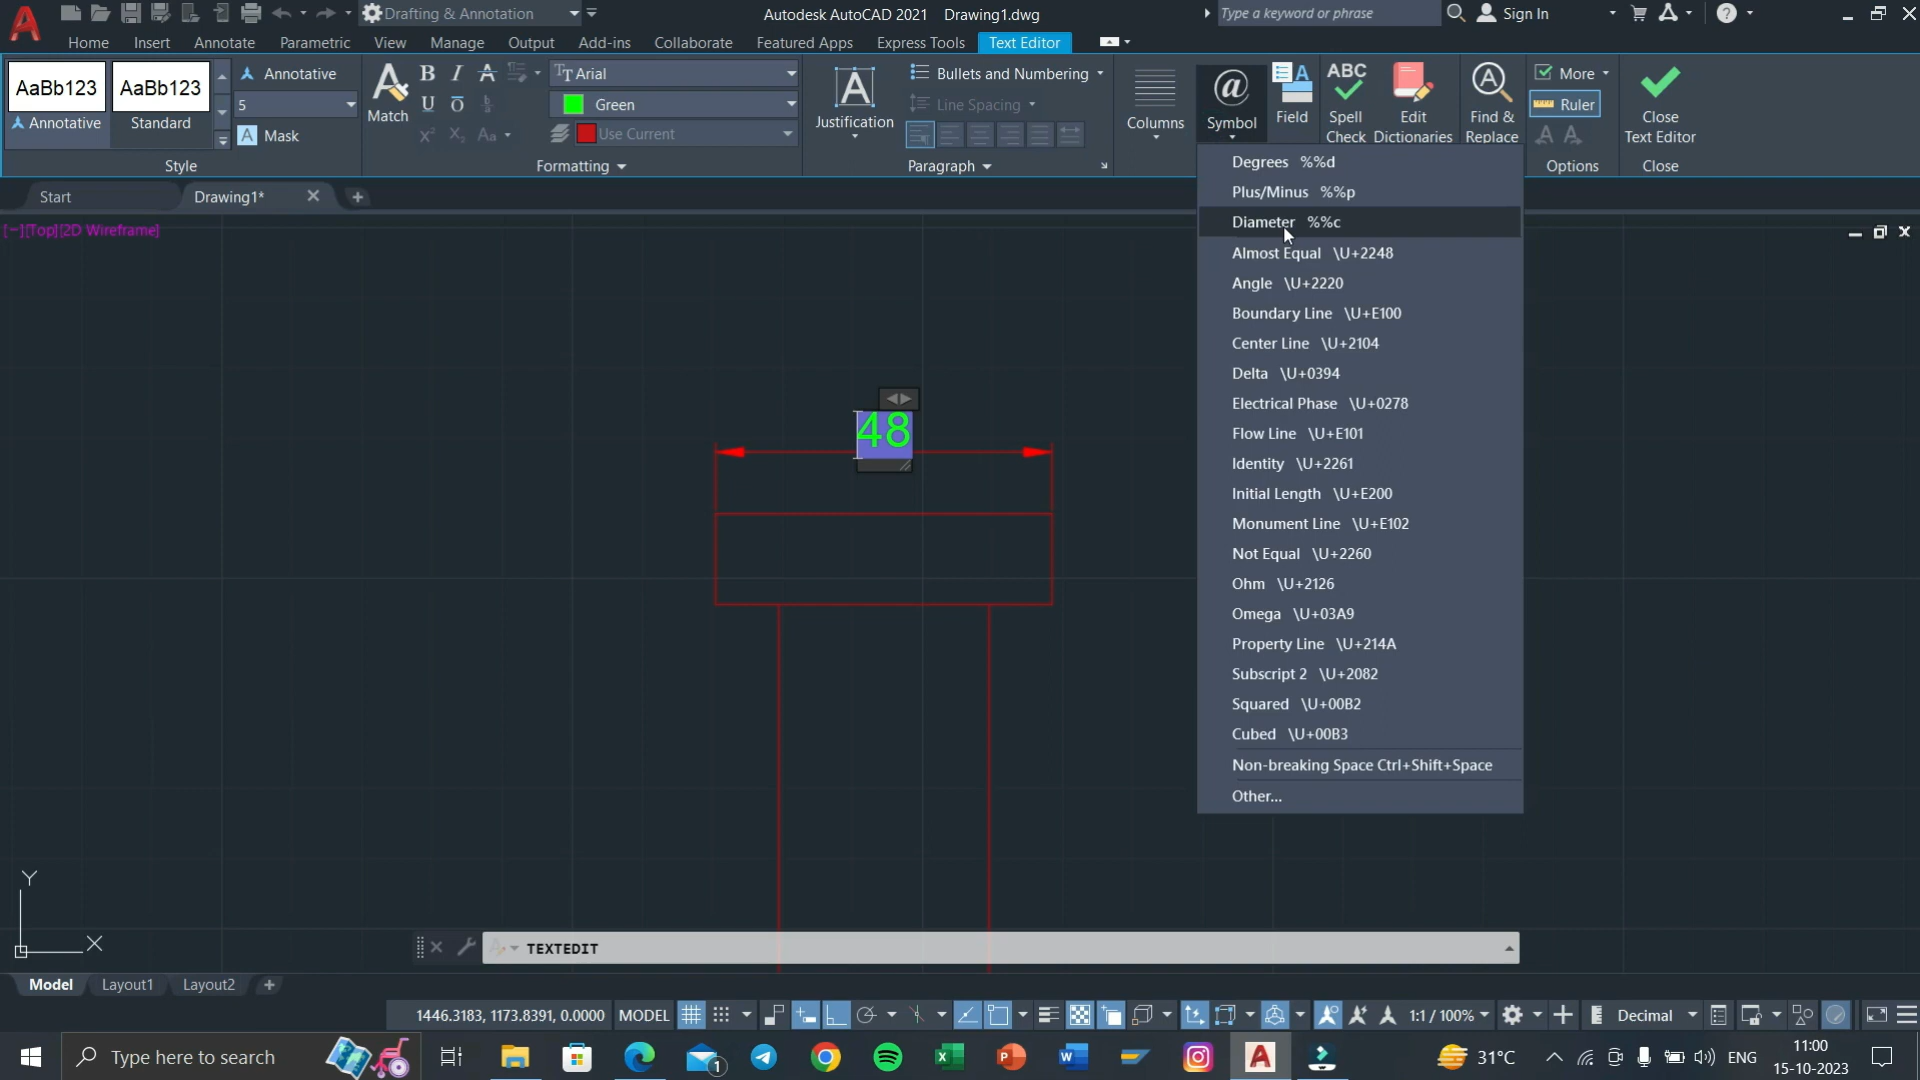 Drafting & Annotation
Autodesk AutoCAD 2021 Drawing1.dwg
Type a keyword or phrase
Sign In
Home Insert Annotate Parametric View Manage Output Add-ins Collaborate Featured Apps Express Tools Text Editor
AaBb123 AaBb123
Annotative Standard
Annotative
5
Mask
Style
Match
B I A
U O
Arial
Green
Use Current
Formatting
Justification
Bullets and Numbering
Line Spacing
Paragraph
Columns
@
Symbol
Field
ABC
Spell
Check
Edit
Dictionaries
Find &
Replace
More
Ruler
Options
Close
Text Editor
Close
Start
Drawing1*
[−][Top][2D Wireframe]
Degrees %%d
Plus/Minus %%p
Diameter %%c
Almost Equal \U+2248
Angle \U+2220
Boundary Line \U+E100
Center Line \U+2104
Delta \U+0394
Electrical Phase \U+0278
Flow Line \U+E101
Identity \U+2261
Initial Length \U+E200
Monument Line \U+E102
Not Equal \U+2260
Ohm \U+2126
Omega \U+03A9
Property Line \U+214A
Subscript 2 \U+2082
Squared \U+00B2
Cubed \U+00B3
Non-breaking Space Ctrl+Shift+Space
Other...
48
Y
X
TEXTEDIT
Model Layout1 Layout2
1446.3183, 1173.8391, 0.0000 MODEL
1:1 / 100%
Decimal
Type here to search
1
31°C
ENG
11:00
15-10-2023